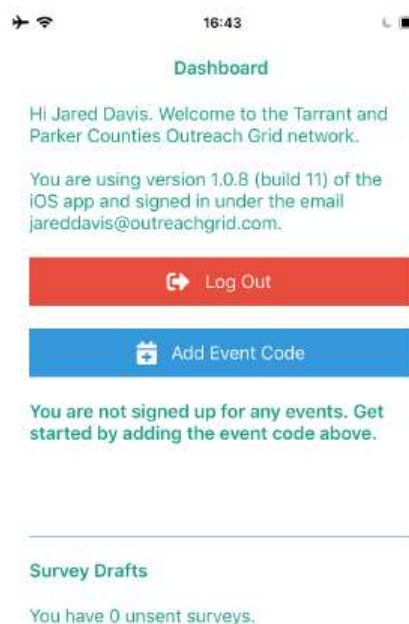 16:43
Dashboard
Hi Jared Davis. Welcome to the Tarrant and
Parker Counties Outreach Grid network.
You are using version 1.0.8 (build 11) of the
iOS app and signed in under the email
jareddavis@outreachgrid.com.
Log Out
Add Event Code
You are not signed up for any events. Get
started by adding the event code above.
Survey Drafts
You have 0 unsent surveys.